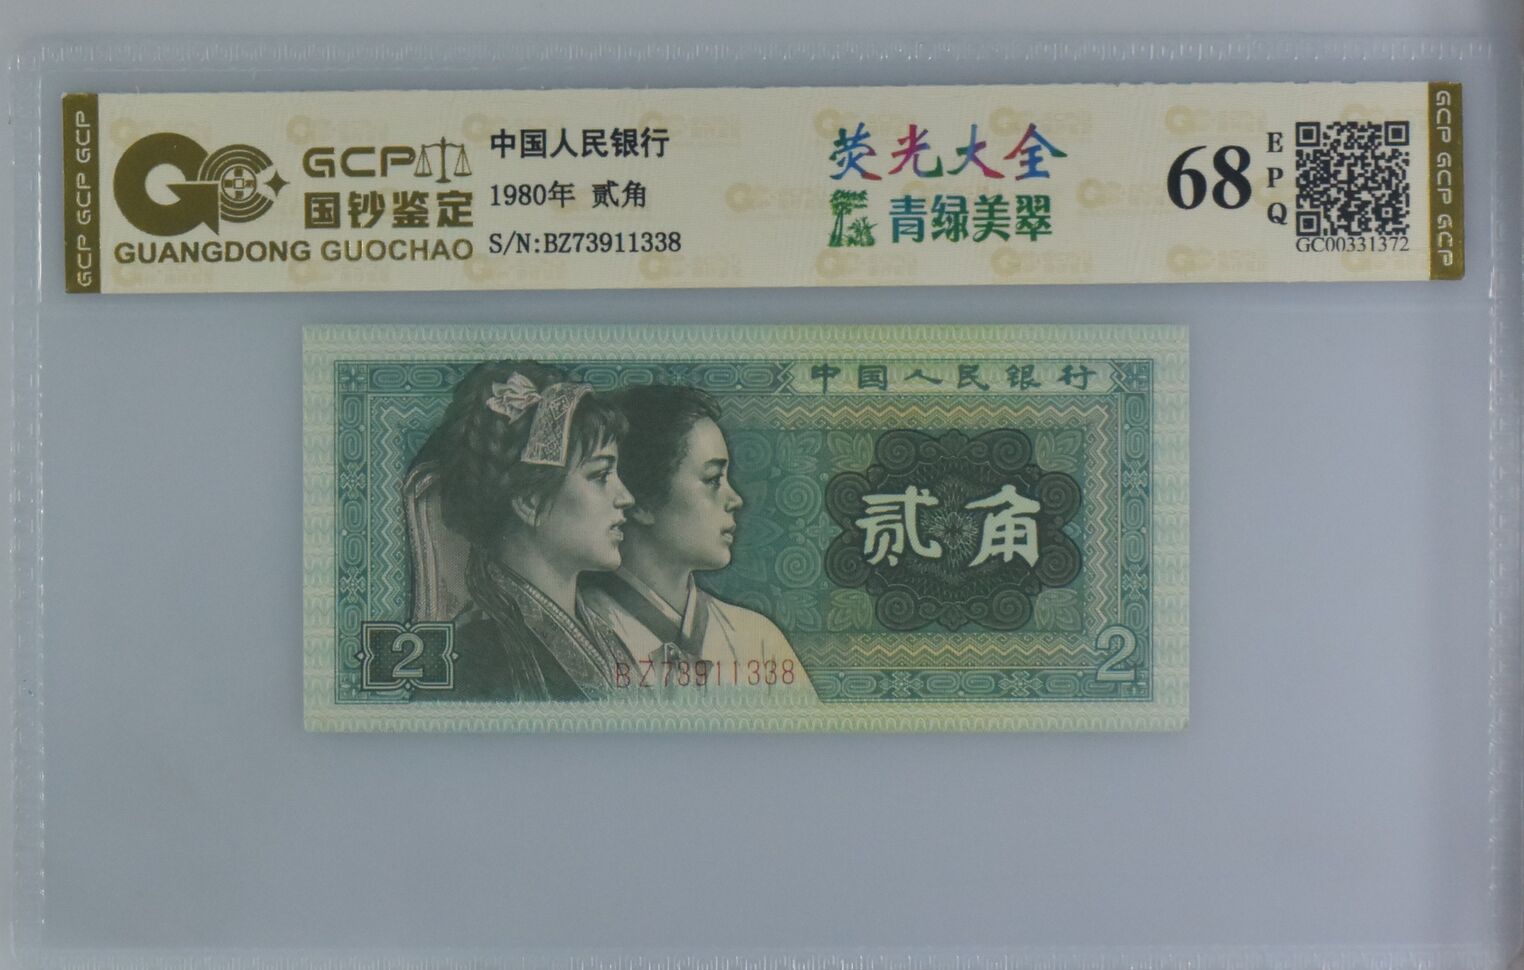 GCP GCP GCP
GCP
国钞鉴定
GUANGDONG GUOCHAO
中国人民银行
1980年 贰角
S/N:BZ73911338
荧光大全
青绿美翠
68
EPQ
GC00331372
GCP GCP GCP
中国人民银行
贰角
2
BZ73911338
2